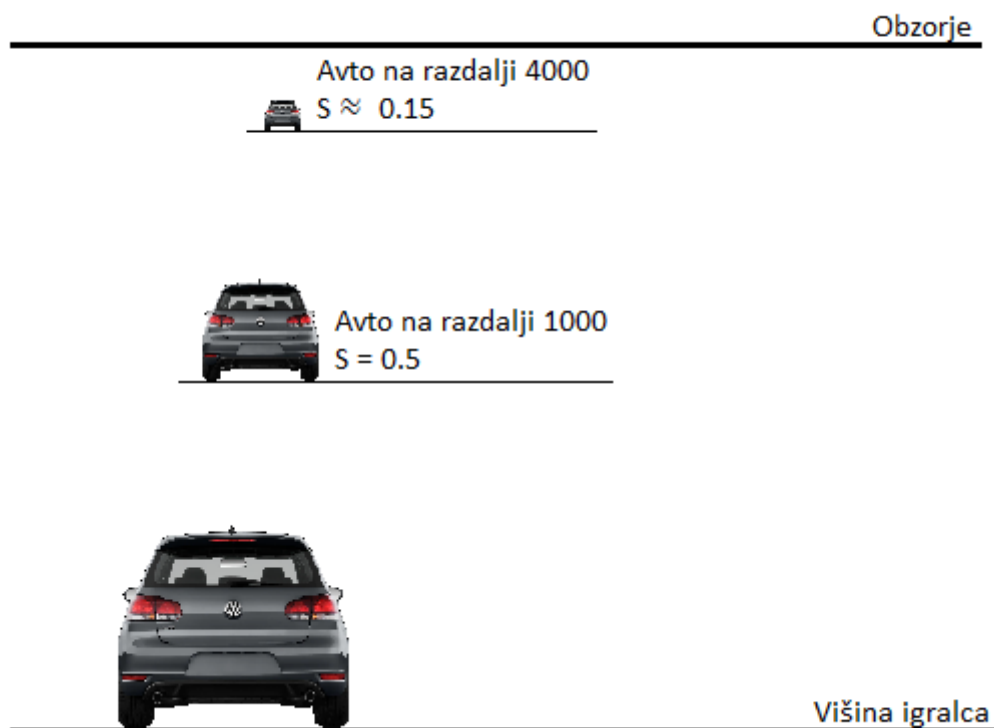 Obzorje
Avto na razdalji 4000
S ≈ 0.15
Avto na razdalji 1000
S = 0.5
Višina igralca